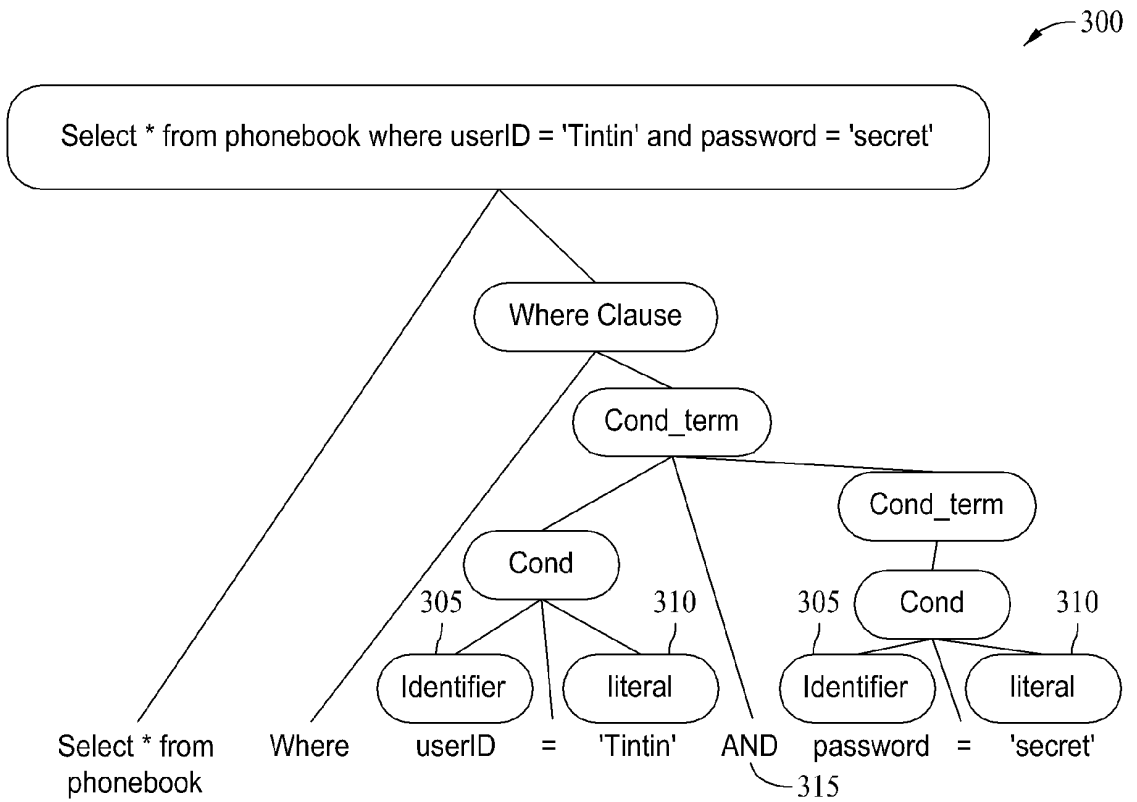 300
Select * from phonebook where userID = 'Tintin' and password = 'secret'
Where Clause
Cond_term
Cond_term
Cond
Cond
305
310
305
310
Identifier
literal
Identifier
literal
Select * from
phonebook
Where
userID = 'Tintin'
AND
password = 'secret'
315